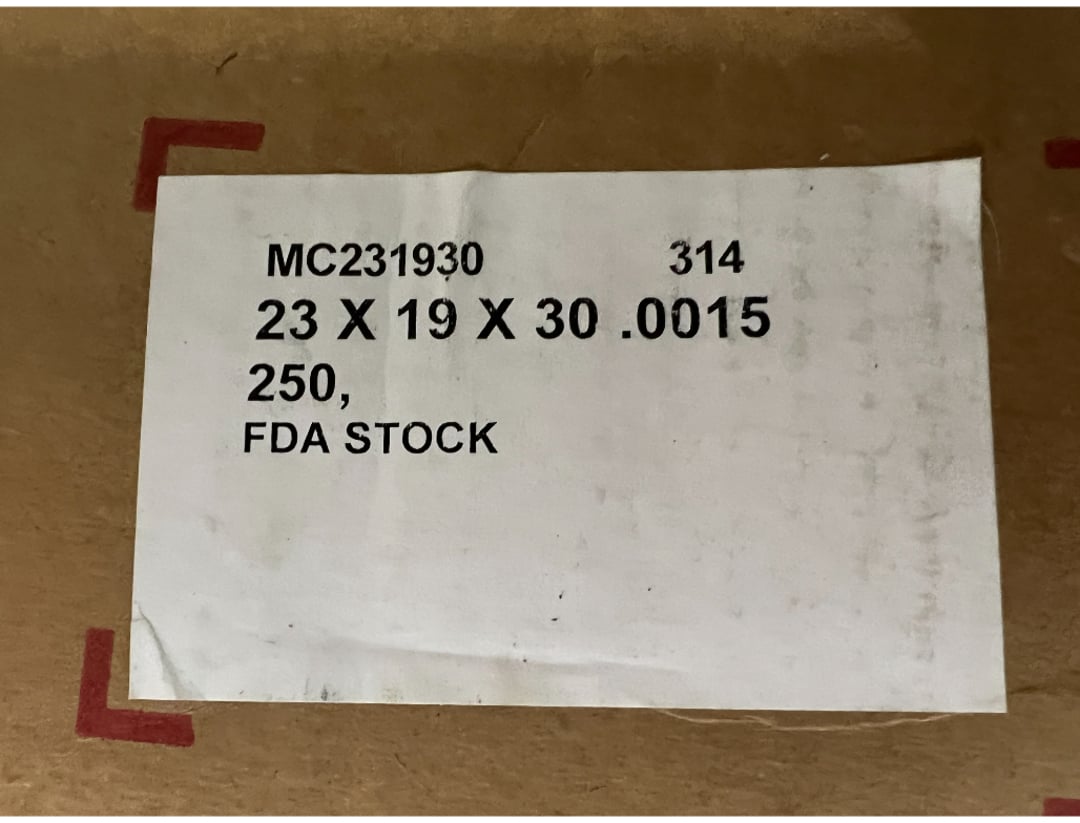 MC231930 314
23 X 19 X 30 .0015
250,
FDA STOCK